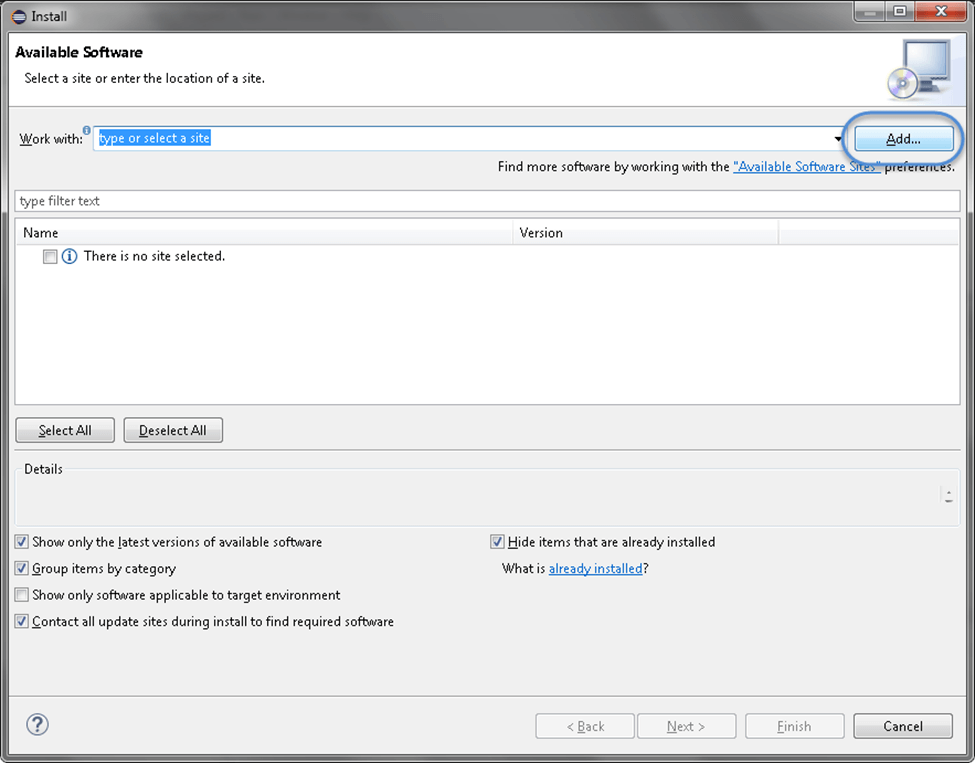 Install
Available Software
Select a site or enter the location of a site.
Work with: type or select a site Add...
Find more software by working with the "Available Software Sites" preferences.
type filter text
Name Version
There is no site selected.
Select All Deselect All
Details
Show only the latest versions of available software Hide items that are already installed
Group items by category What is already installed?
Show only software applicable to target environment
Contact all update sites during install to find required software
? < Back Next > Finish Cancel